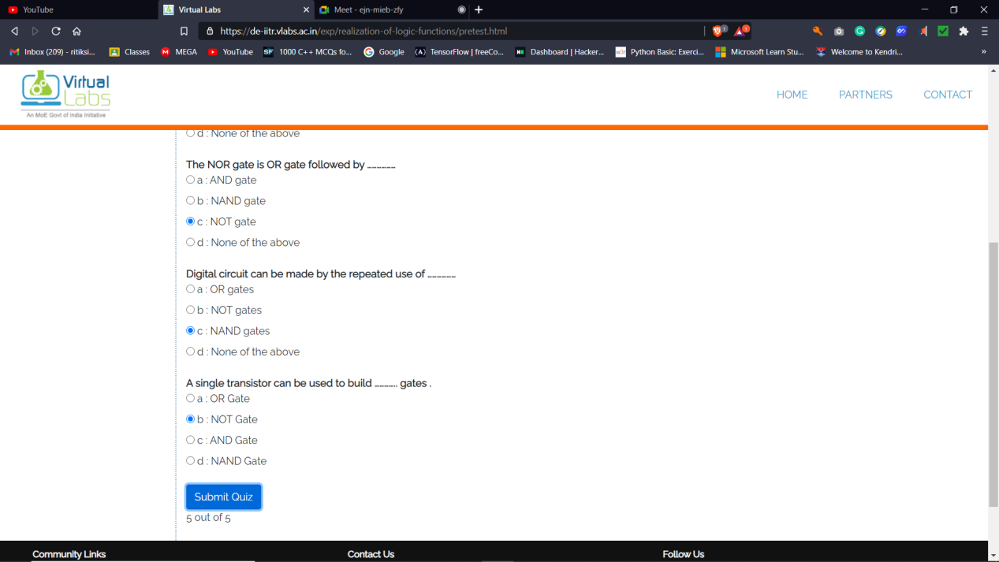 YouTube
Virtual Labs
Meet - ejn-mieb-zfy
https://de-iitr.vlabs.ac.in/exp/realization-of-logic-functions/pretest.html
1
1
Inbox (209) - ritiksi...
Classes
MEGA
YouTube
SF 1000 C++ MCQs fo...
Google
(Λ) TensorFlow | freeCo...
Dashboard | Hacker...
w3r Python Basic: Exerci...
Microsoft Learn Stu...
Welcome to Kendri...
»
Virtual
Labs
An MoE Govt of India Initiative
HOME
PARTNERS
CONTACT
d : None of the above
The NOR gate is OR gate followed by ................
a : AND gate
b : NAND gate
c : NOT gate
d : None of the above
Digital circuit can be made by the repeated use of ................
a : OR gates
b : NOT gates
c : NAND gates
d : None of the above
A single transistor can be used to build ............. gates .
a : OR Gate
b : NOT Gate
c : AND Gate
d : NAND Gate
Submit Quiz
5 out of 5
Community Links
Contact Us
Follow Us